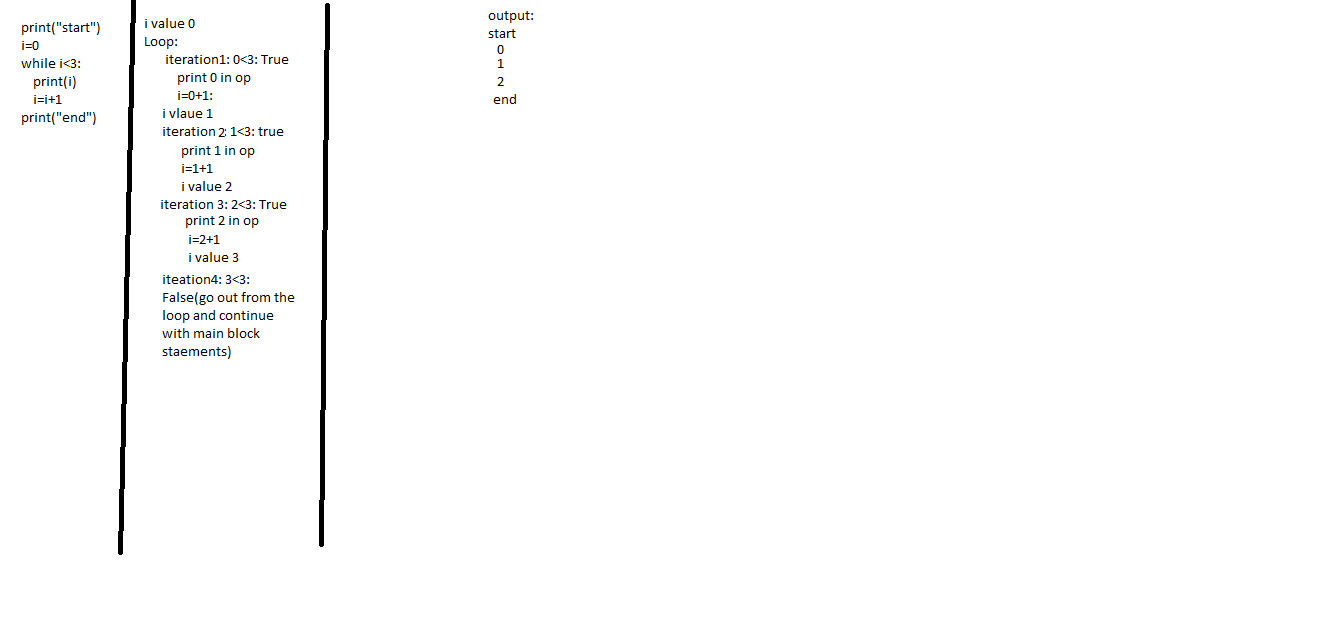 print("start")
i=0
while i<3:
print(i)
i=i+1
print("end")
i value 0
Loop:
iteration1: 0<3: True
print 0 in op
i=0+1:
i vlaue 1
iteration 2: 1<3: true
print 1 in op
i=1+1
i value 2
iteration 3: 2<3: True
print 2 in op
i=2+1
i value 3
iteation4: 3<3:
False(go out from the
loop and continue
with main block
staements)
output:
start
0
1
2
end